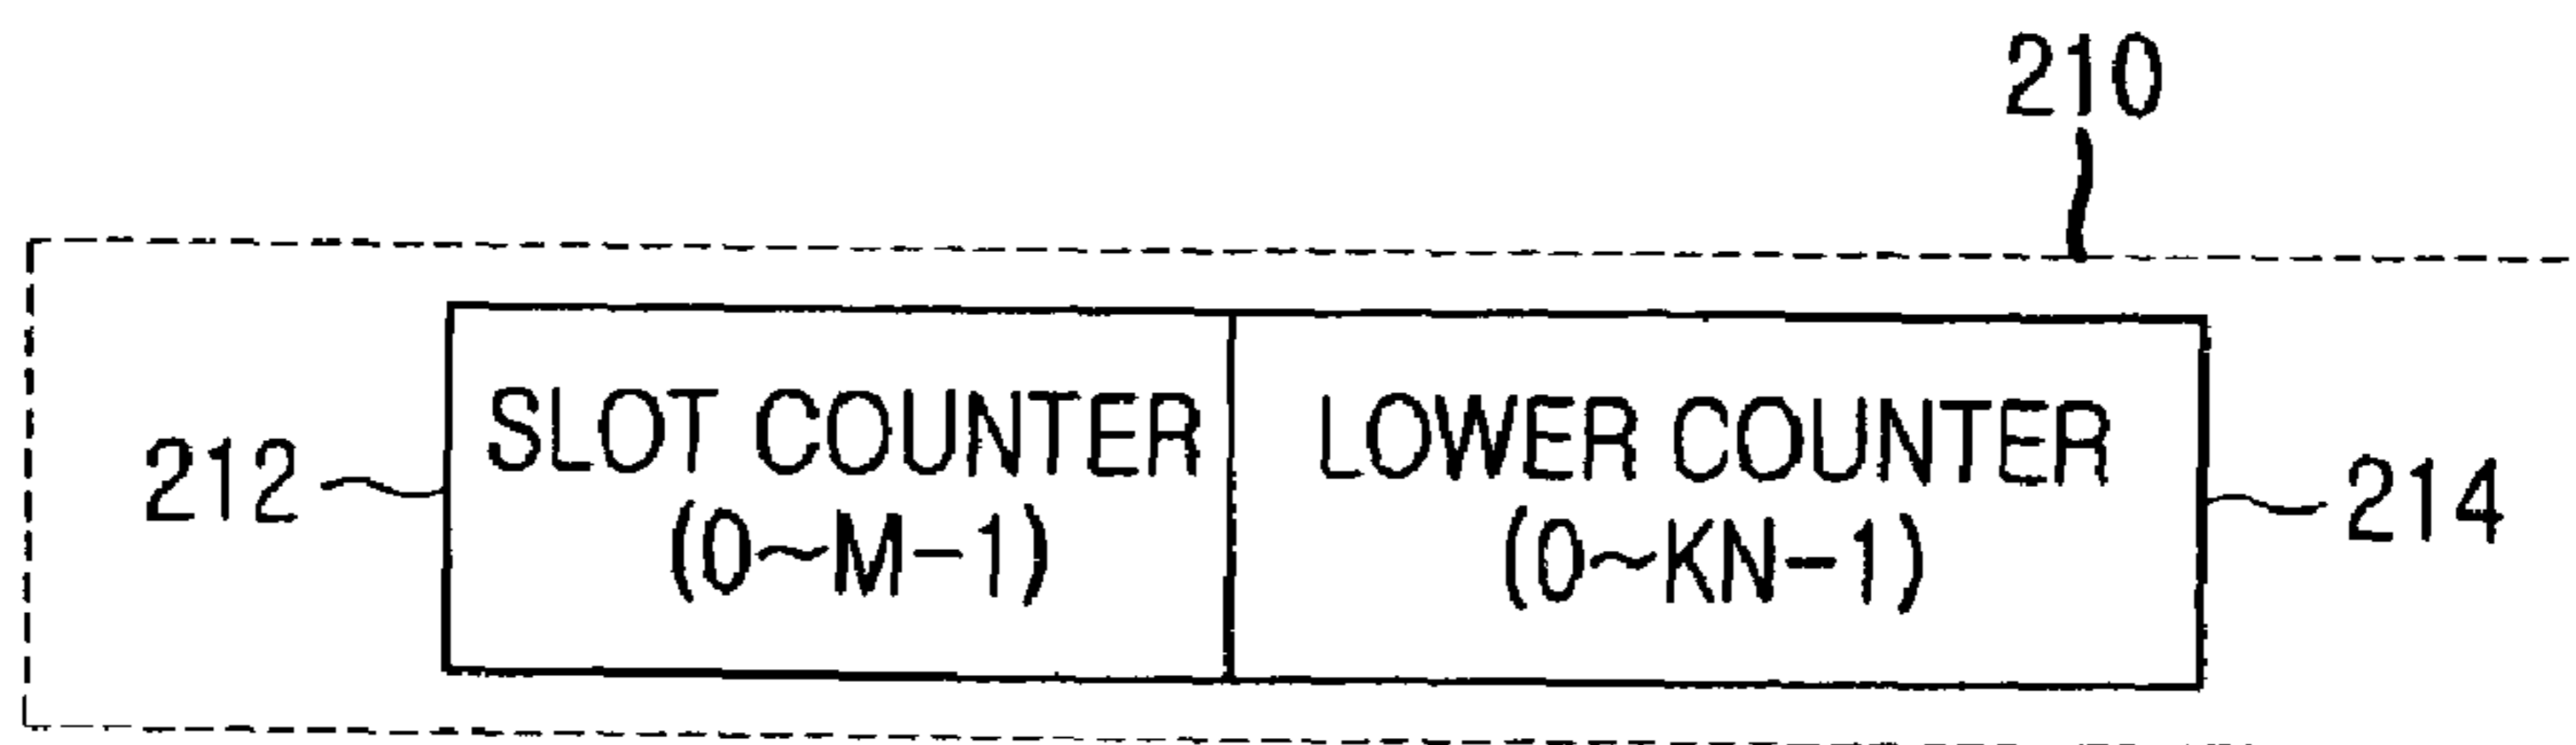 210
212
SLOT COUNTER
(0~M-1)
LOWER COUNTER
(0~KN-1)
214